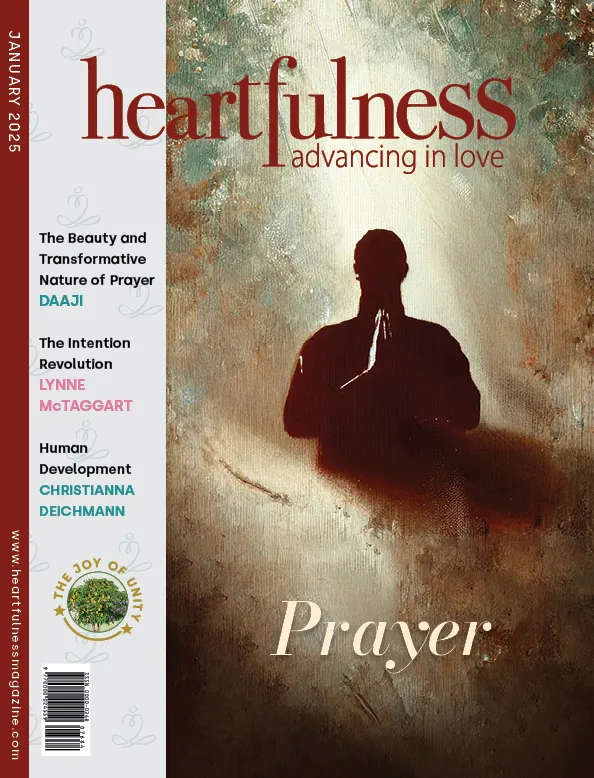 JANUARY 2025
heartfulness
advancing in love
The Beauty and
Transformative
Nature of Prayer
DAAJI
The Intention
Revolution
LYNNE
McTAGGART
Human
Development
CHRISTIANNA
DEICHMANN
THE JOY OF UNITY
Prayer
www.heartfulnessmagazine.com